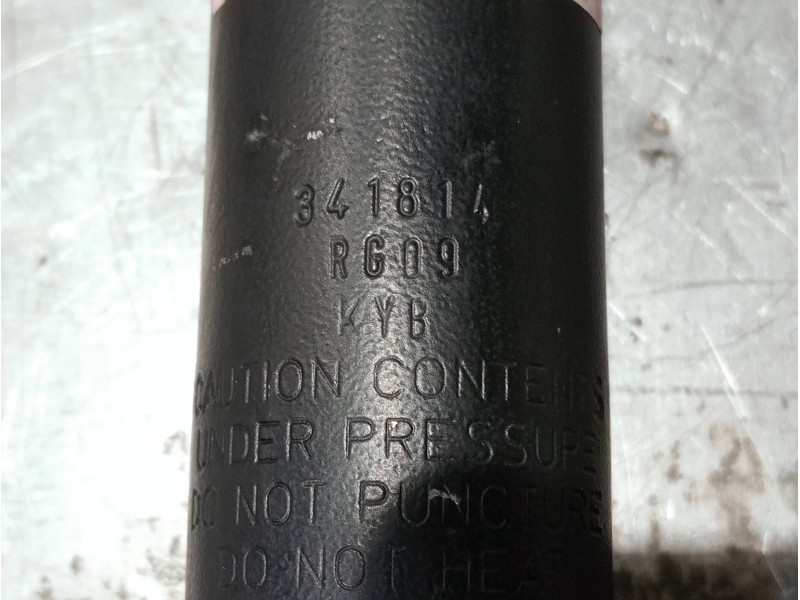 341814
RG09
KYB
CAUTION CONTENTS
UNDER PRESSURE
DO NOT PUNCTURE
DO NOT HEAT